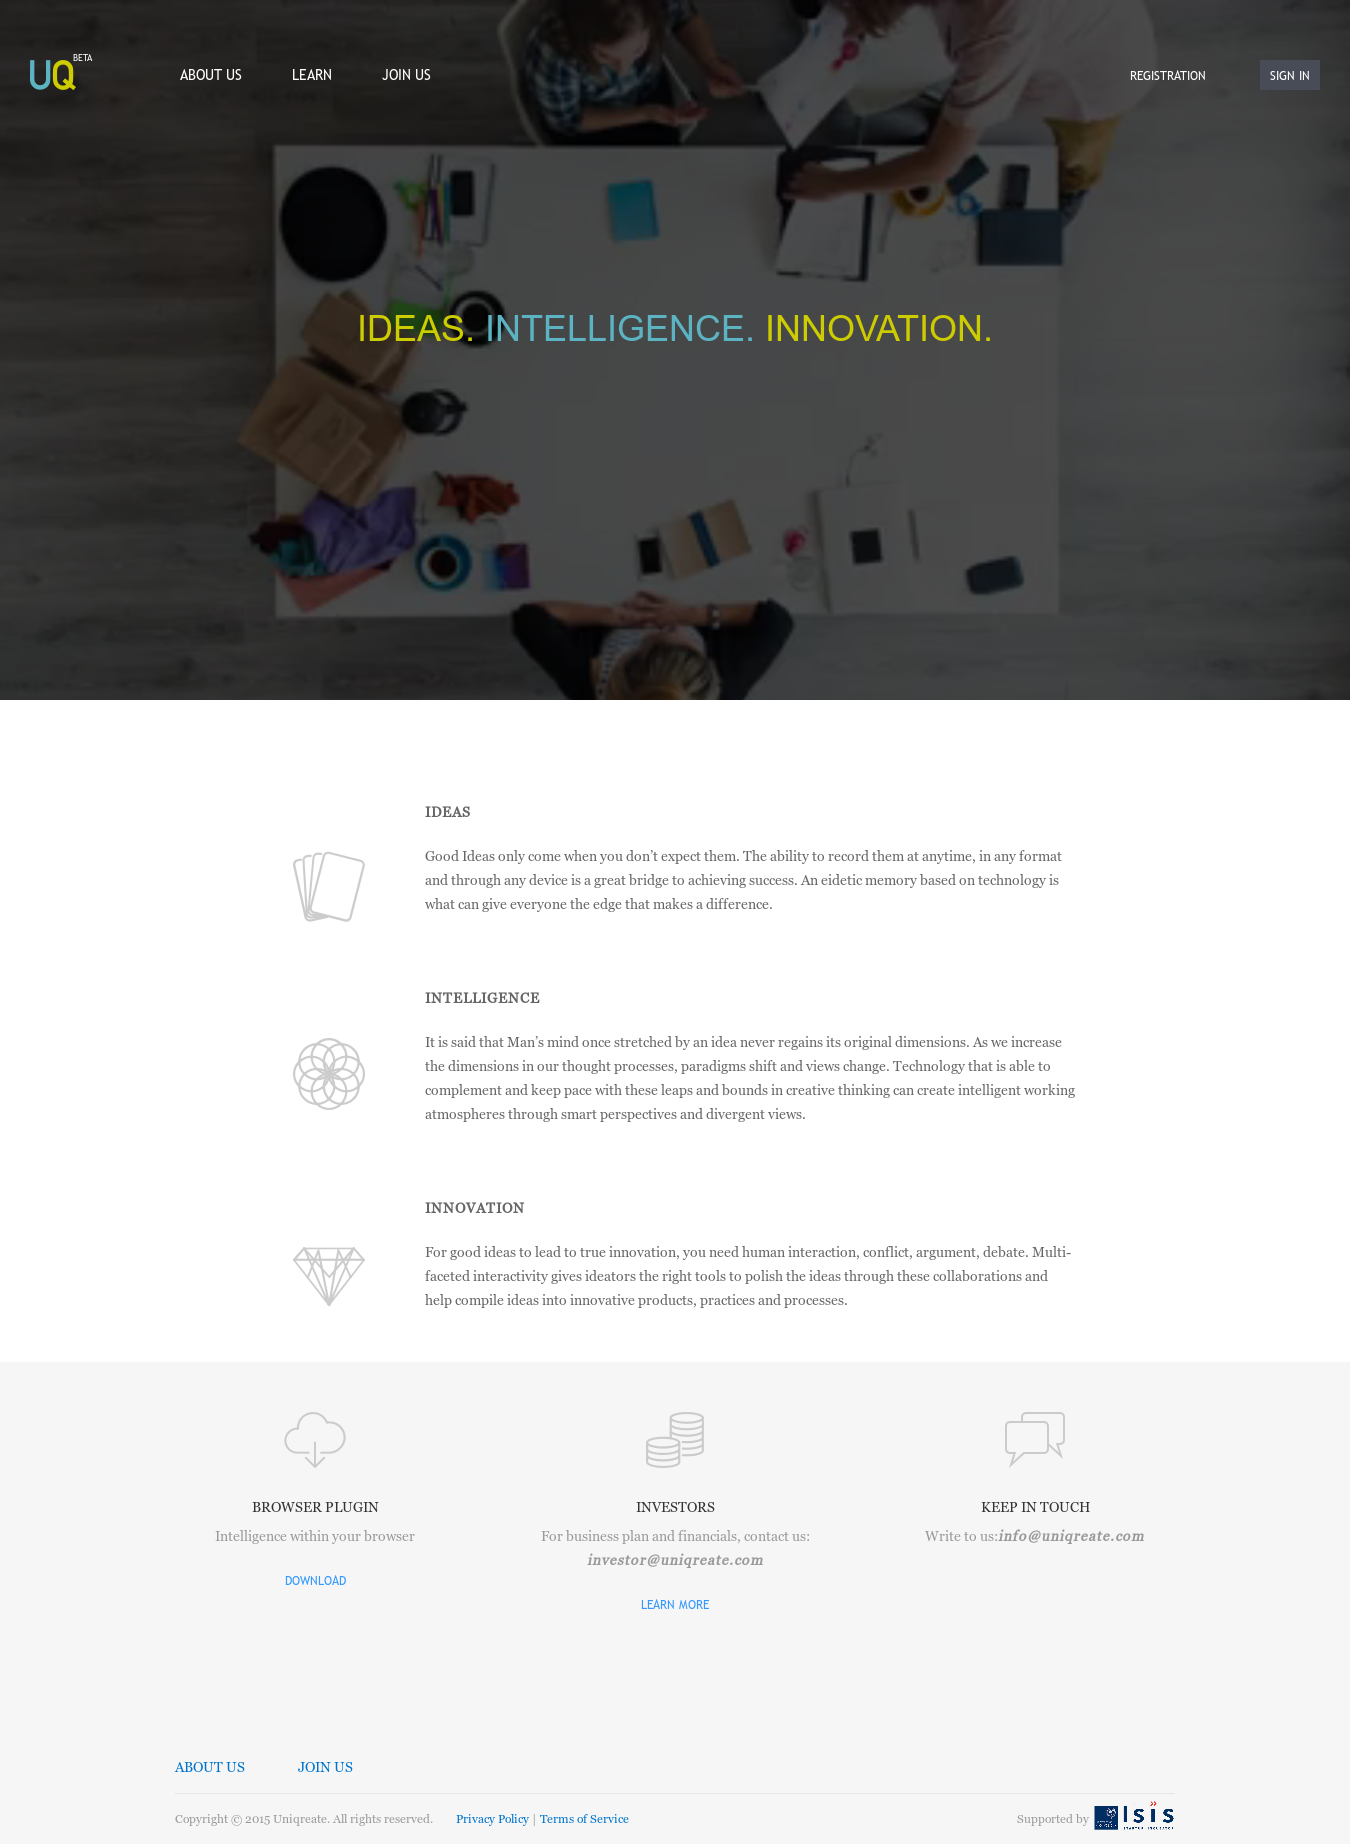 UQ BETA
ABOUT US LEARN JOIN US REGISTRATION SIGN IN
IDEAS. INTELLIGENCE. INNOVATION.
IDEAS
Good Ideas only come when you don’t expect them. The ability to record them at anytime, in any format
and through any device is a great bridge to achieving success. An eidetic memory based on technology is
what can give everyone the edge that makes a difference.
INTELLIGENCE
It is said that Man’s mind once stretched by an idea never regains its original dimensions. As we increase
the dimensions in our thought processes, paradigms shift and views change. Technology that is able to
complement and keep pace with these leaps and bounds in creative thinking can create intelligent working
atmospheres through smart perspectives and divergent views.
INNOVATION
For good ideas to lead to true innovation, you need human interaction, conflict, argument, debate. Multi-
faceted interactivity gives ideators the right tools to polish the ideas through these collaborations and
help compile ideas into innovative products, practices and processes.
BROWSER PLUGIN
Intelligence within your browser
DOWNLOAD
INVESTORS
For business plan and financials, contact us:
investor@uniqreate.com
LEARN MORE
KEEP IN TOUCH
Write to us:info@uniqreate.com
ABOUT US JOIN US
Copyright © 2015 Uniqreate. All rights reserved. Privacy Policy | Terms of Service
Supported by Isis